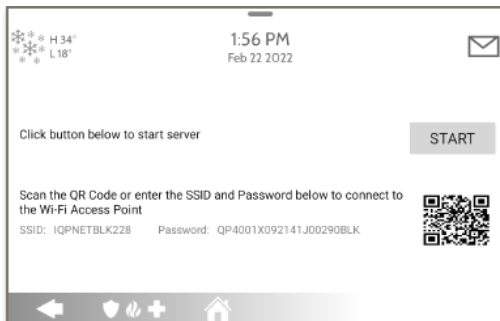 H 34°
L 18°
1:56 PM
Feb 22 2022
Click button below to start server
START
Scan the QR Code or enter the SSID and Password below to connect to
the Wi-Fi Access Point
SSID: IQPNETBLK228 Password: QP4001X092141J00290BLK